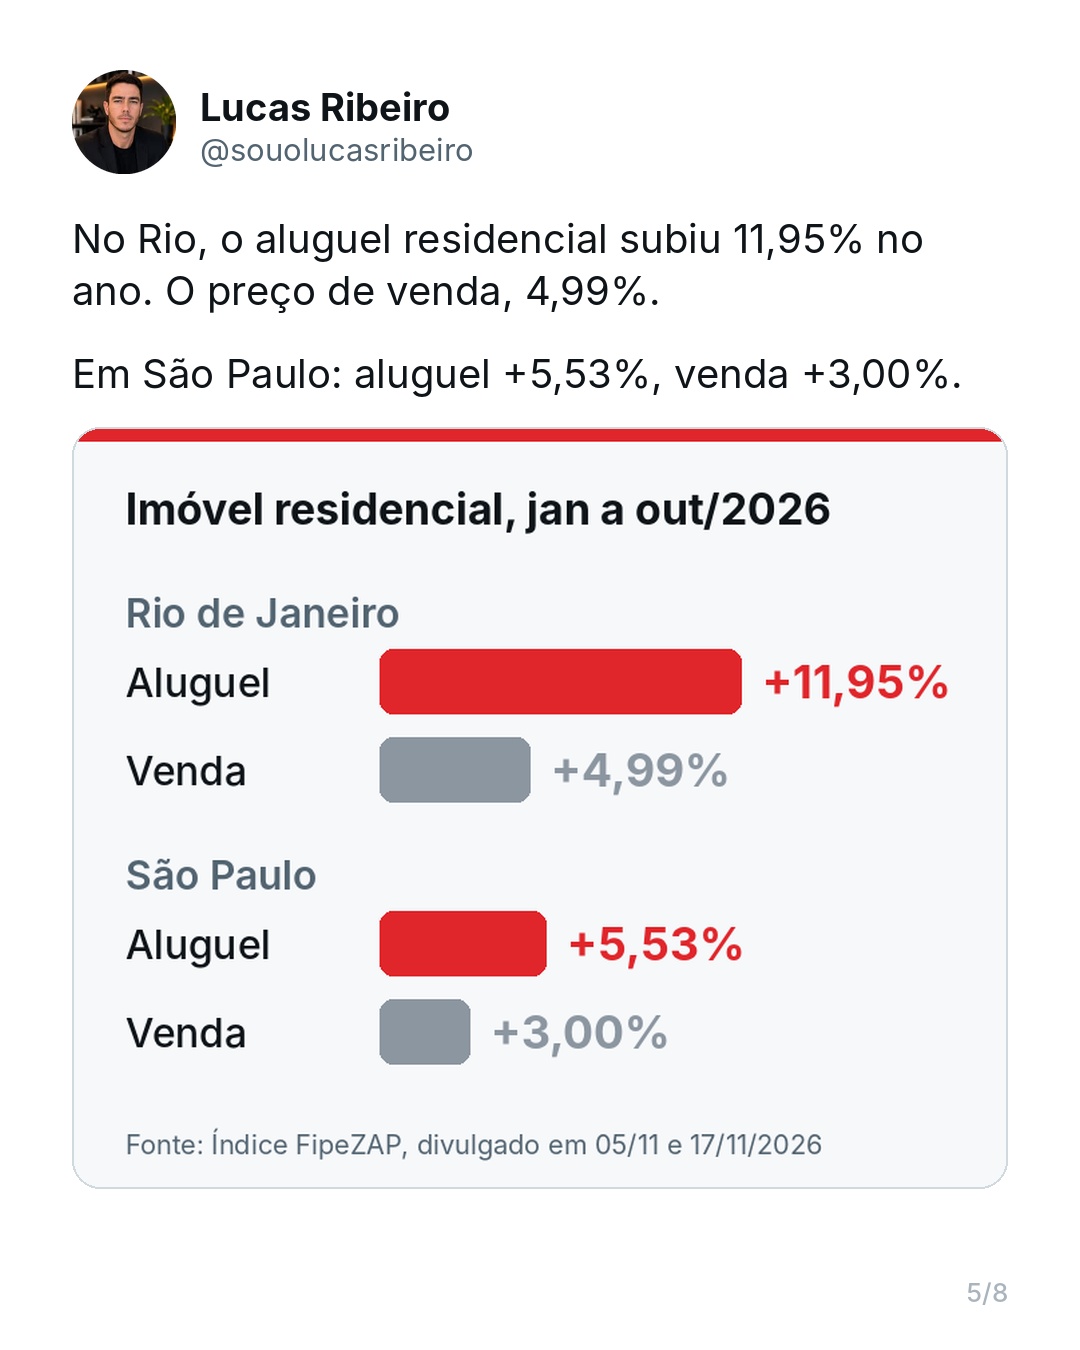 Lucas Ribeiro
@souolucasribeiro
No Rio, o aluguel residencial subiu 11,95% no
ano. O preço de venda, 4,99%.
Em São Paulo: aluguel +5,53%, venda +3,00%.
Imóvel residencial, jan a out/2026
Rio de Janeiro
Aluguel +11,95%
Venda +4,99%
São Paulo
Aluguel +5,53%
Venda +3,00%
Fonte: Índice FipeZAP, divulgado em 05/11 e 17/11/2026
5/8